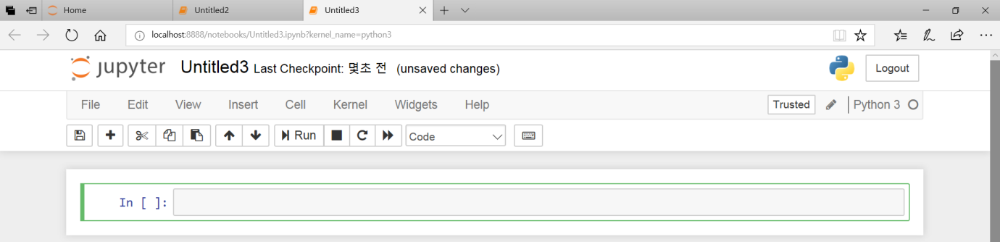 Home Untitled2 Untitled3
localhost:8888/notebooks/Untitled3.ipynb?kernel_name=python3
jupyter Untitled3 Last Checkpoint: 몇초 전 (unsaved changes) Logout
File Edit View Insert Cell Kernel Widgets Help Trusted Python 3
Run Code
In [ ]: